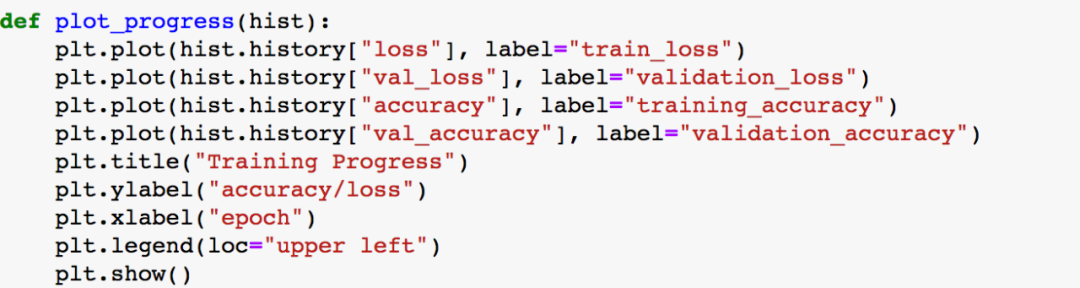 def plot_progress(hist):
    plt.plot(hist.history["loss"], label="train_loss")
    plt.plot(hist.history["val_loss"], label="validation_loss")
    plt.plot(hist.history["accuracy"], label="training_accuracy")
    plt.plot(hist.history["val_accuracy"], label="validation_accuracy")
    plt.title("Training Progress")
    plt.ylabel("accuracy/loss")
    plt.xlabel("epoch")
    plt.legend(loc="upper left")
    plt.show()